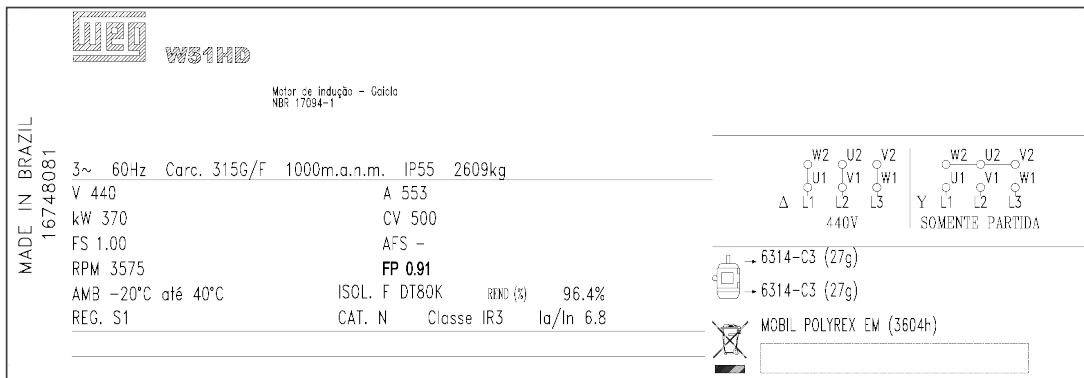 WEG
W51HD
Motor de indução - Gaiola
NBR 17094-1
MADE IN BRAZIL
16748081
3~ 60Hz Carc. 315G/F 1000m.a.n.m. IP55 2609kg
V 440 A 553
kW 370 CV 500
FS 1.00 AFS -
RPM 3575 FP 0.91
AMB -20°C até 40°C ISOL. F DT80K REND (%) 96.4%
REG. S1 CAT. N Classe IR3 Ia/In 6.8
W2 U2 V2 W2 U2 V2
U1 V1 W1 U1 V1 W1
Δ L1 L2 L3 Y L1 L2 L3
440V SOMENTE PARTIDA
6314-C3 (27g)
6314-C3 (27g)
MOBIL POLYREX EM (3604h)